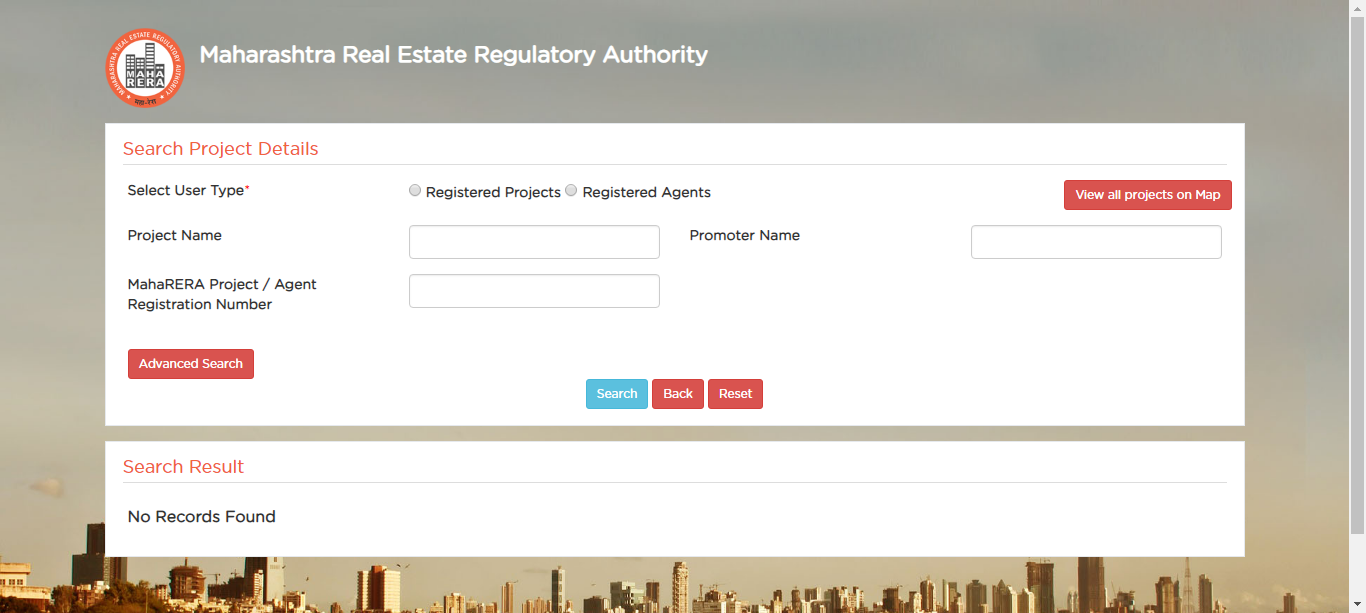 MAHARASHTRA REAL ESTATE REGULATORY AUTHORITY
MAHA
RERA
महा-रेरा
Maharashtra Real Estate Regulatory Authority
Search Project Details
Select User Type* Registered Projects Registered Agents View all projects on Map
Project Name Promoter Name
MahaRERA Project / Agent
Registration Number
Advanced Search
Search Back Reset
Search Result
No Records Found